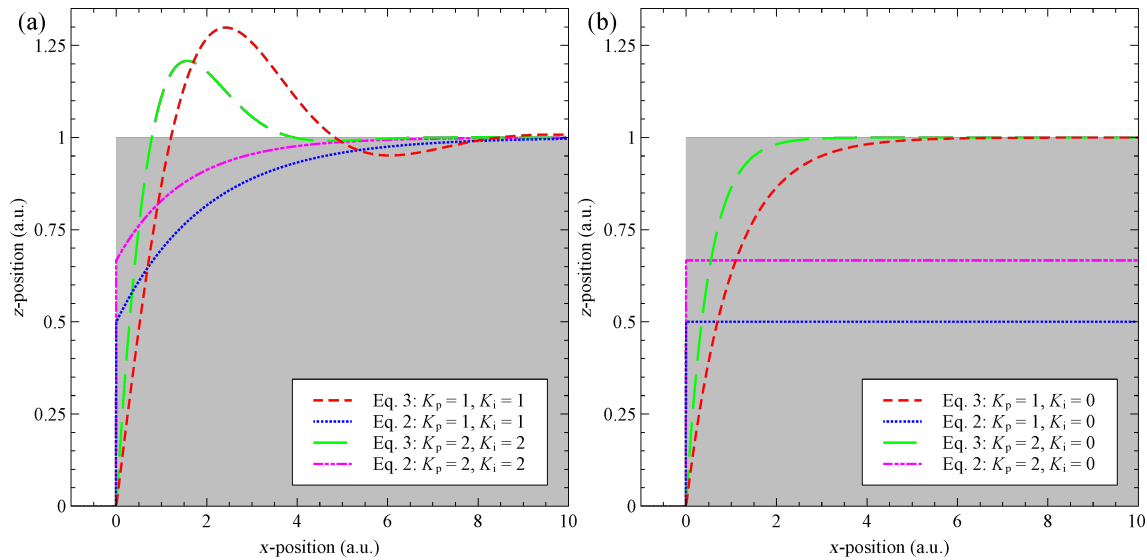 (a)
1.25
1
0.75
0.5
0.25
0
z-position (a.u.)
0
2
4
6
8
10
x-position (a.u.)
Eq. 3: Kp = 1, Ki = 1
Eq. 2: Kp = 1, Ki = 1
Eq. 3: Kp = 2, Ki = 2
Eq. 2: Kp = 2, Ki = 2
(b)
1.25
1
0.75
0.5
0.25
0
z-position (a.u.)
0
2
4
6
8
10
x-position (a.u.)
Eq. 3: Kp = 1, Ki = 0
Eq. 2: Kp = 1, Ki = 0
Eq. 3: Kp = 2, Ki = 0
Eq. 2: Kp = 2, Ki = 0